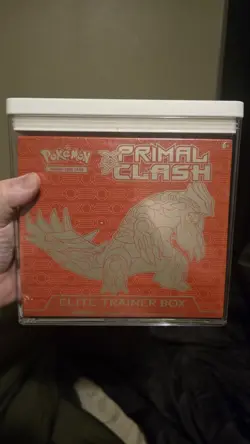 POKéMON
PRIMAL
CLASH
ELITE TRAINER BOX